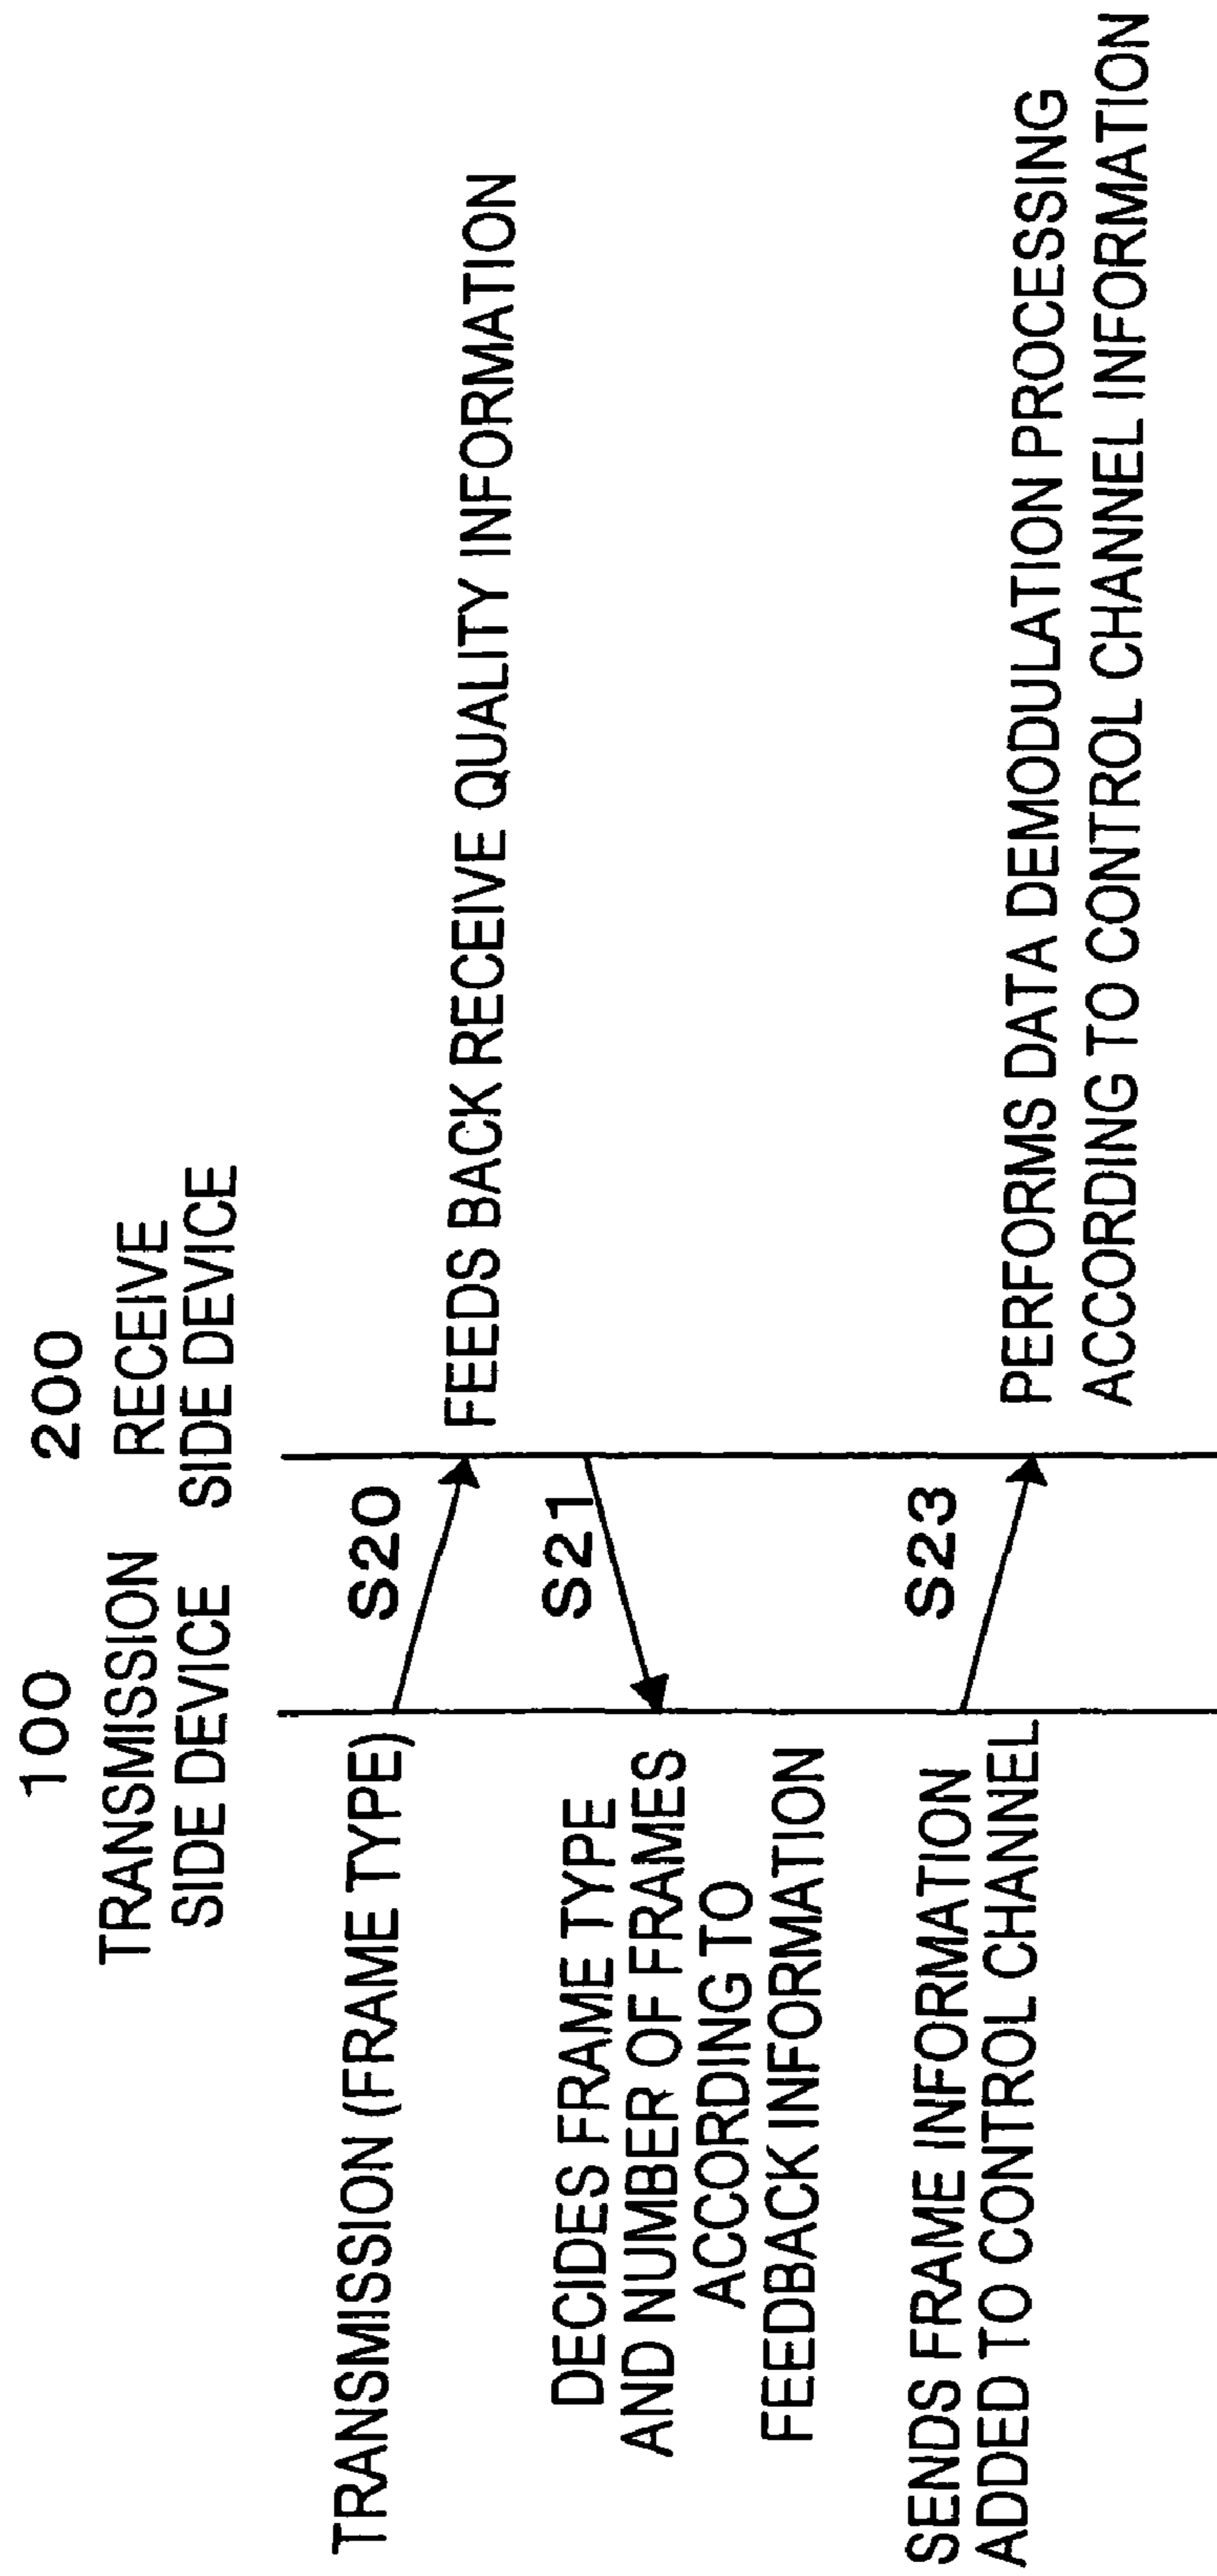 100
TRANSMISSION
SIDE DEVICE
200
RECEIVE
SIDE DEVICE
TRANSMISSION (FRAME TYPE)
S20
FEEDS BACK RECEIVE QUALITY INFORMATION
S21
DECIDES FRAME TYPE
AND NUMBER OF FRAMES
ACCORDING TO
FEEDBACK INFORMATION
SENDS FRAME INFORMATION
ADDED TO CONTROL CHANNEL
S23
PERFORMS DATA DEMODULATION PROCESSING
ACCORDING TO CONTROL CHANNEL INFORMATION